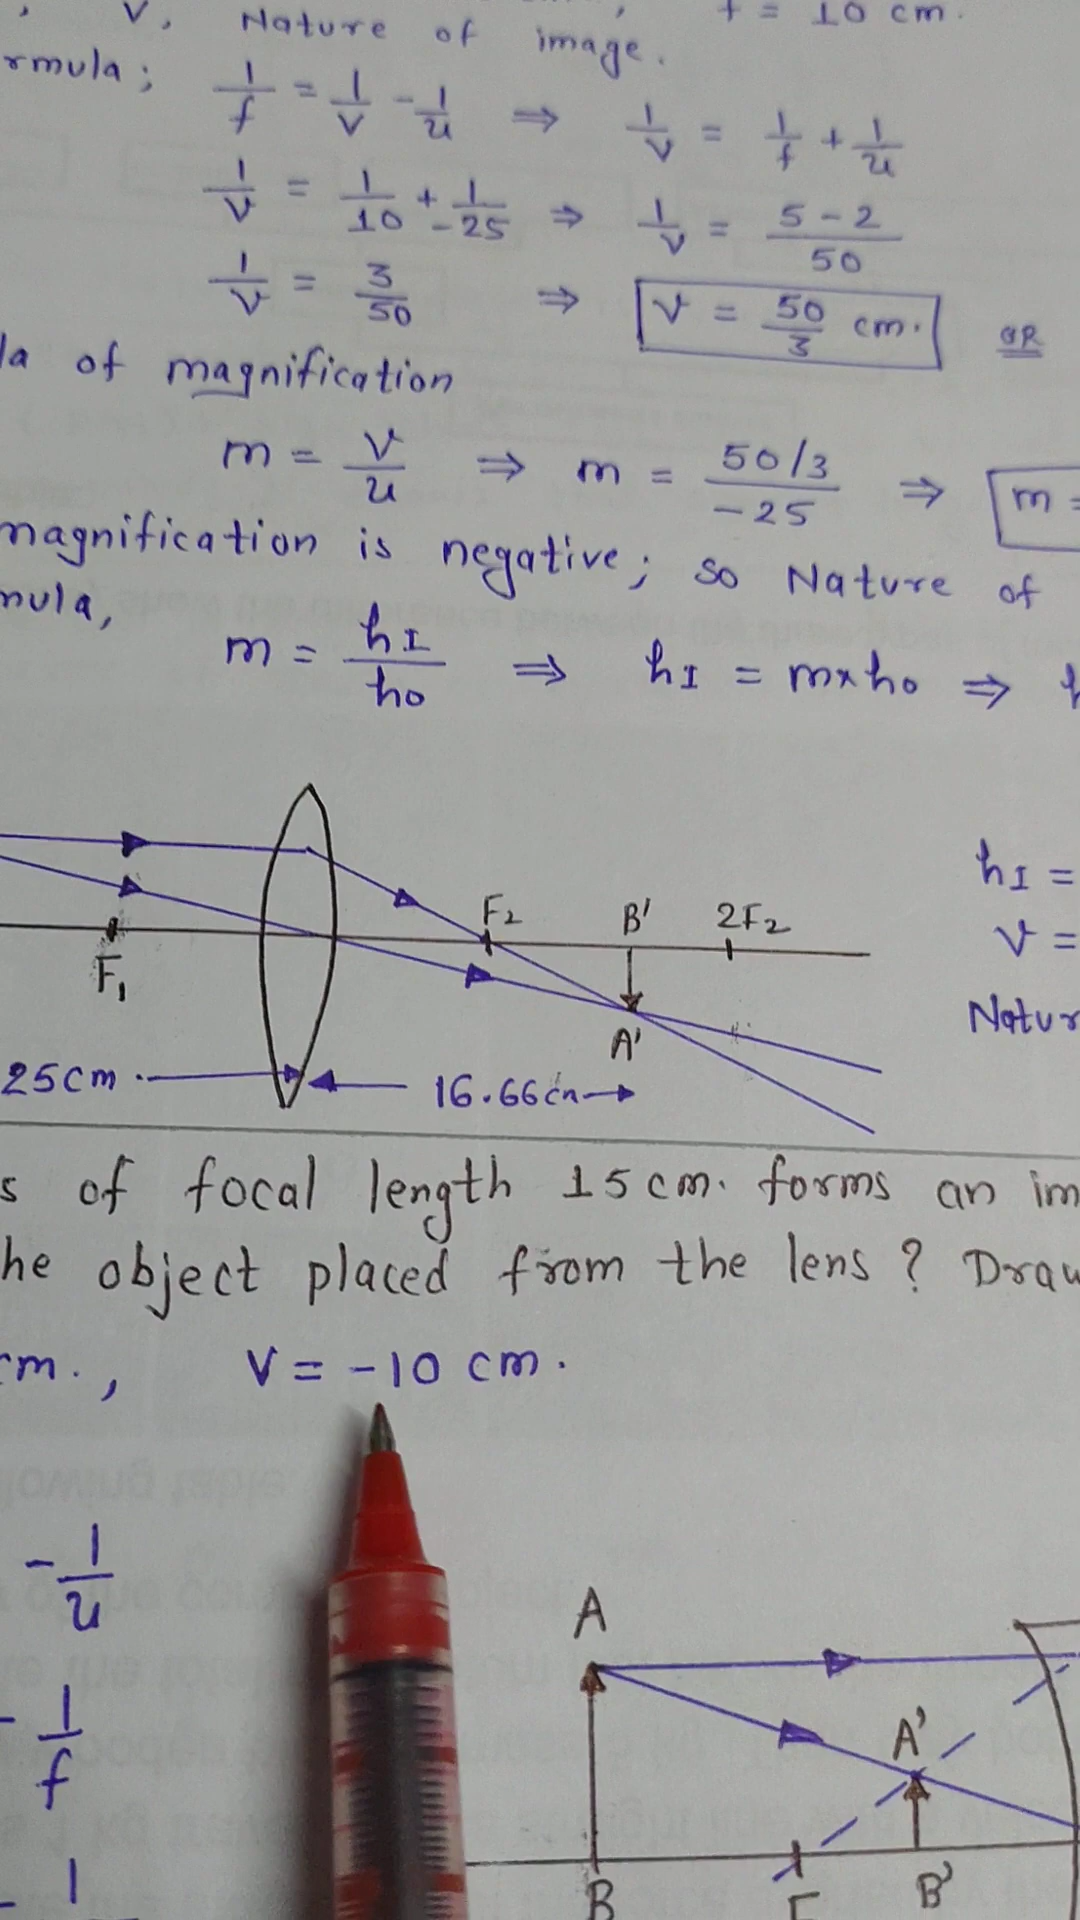 V, Nature of image. f = 10 cm.
rmula; 1/f = 1/v - 1/u ⇒ 1/v = 1/f + 1/u
1/v = 1/10 + 1/-25 ⇒ 1/v = 5 - 2/50
1/v = 3/50 ⇒ v = 50/3 cm. OR
la of magnification
m = v/u ⇒ m = 50/3/-25 ⇒ m =
magnification is negative; so Nature of
mula, m = hI/ho ⇒ hI = m×ho ⇒
hI =
F2 B' 2F2
v =
F1
Natur
A'
25cm. 16.66cm
s of focal length 15cm. forms an im
he object placed from the lens ? Draw
cm., V = -10 cm.
- 1/u
A
- 1/f
A'
- 1
B F B'